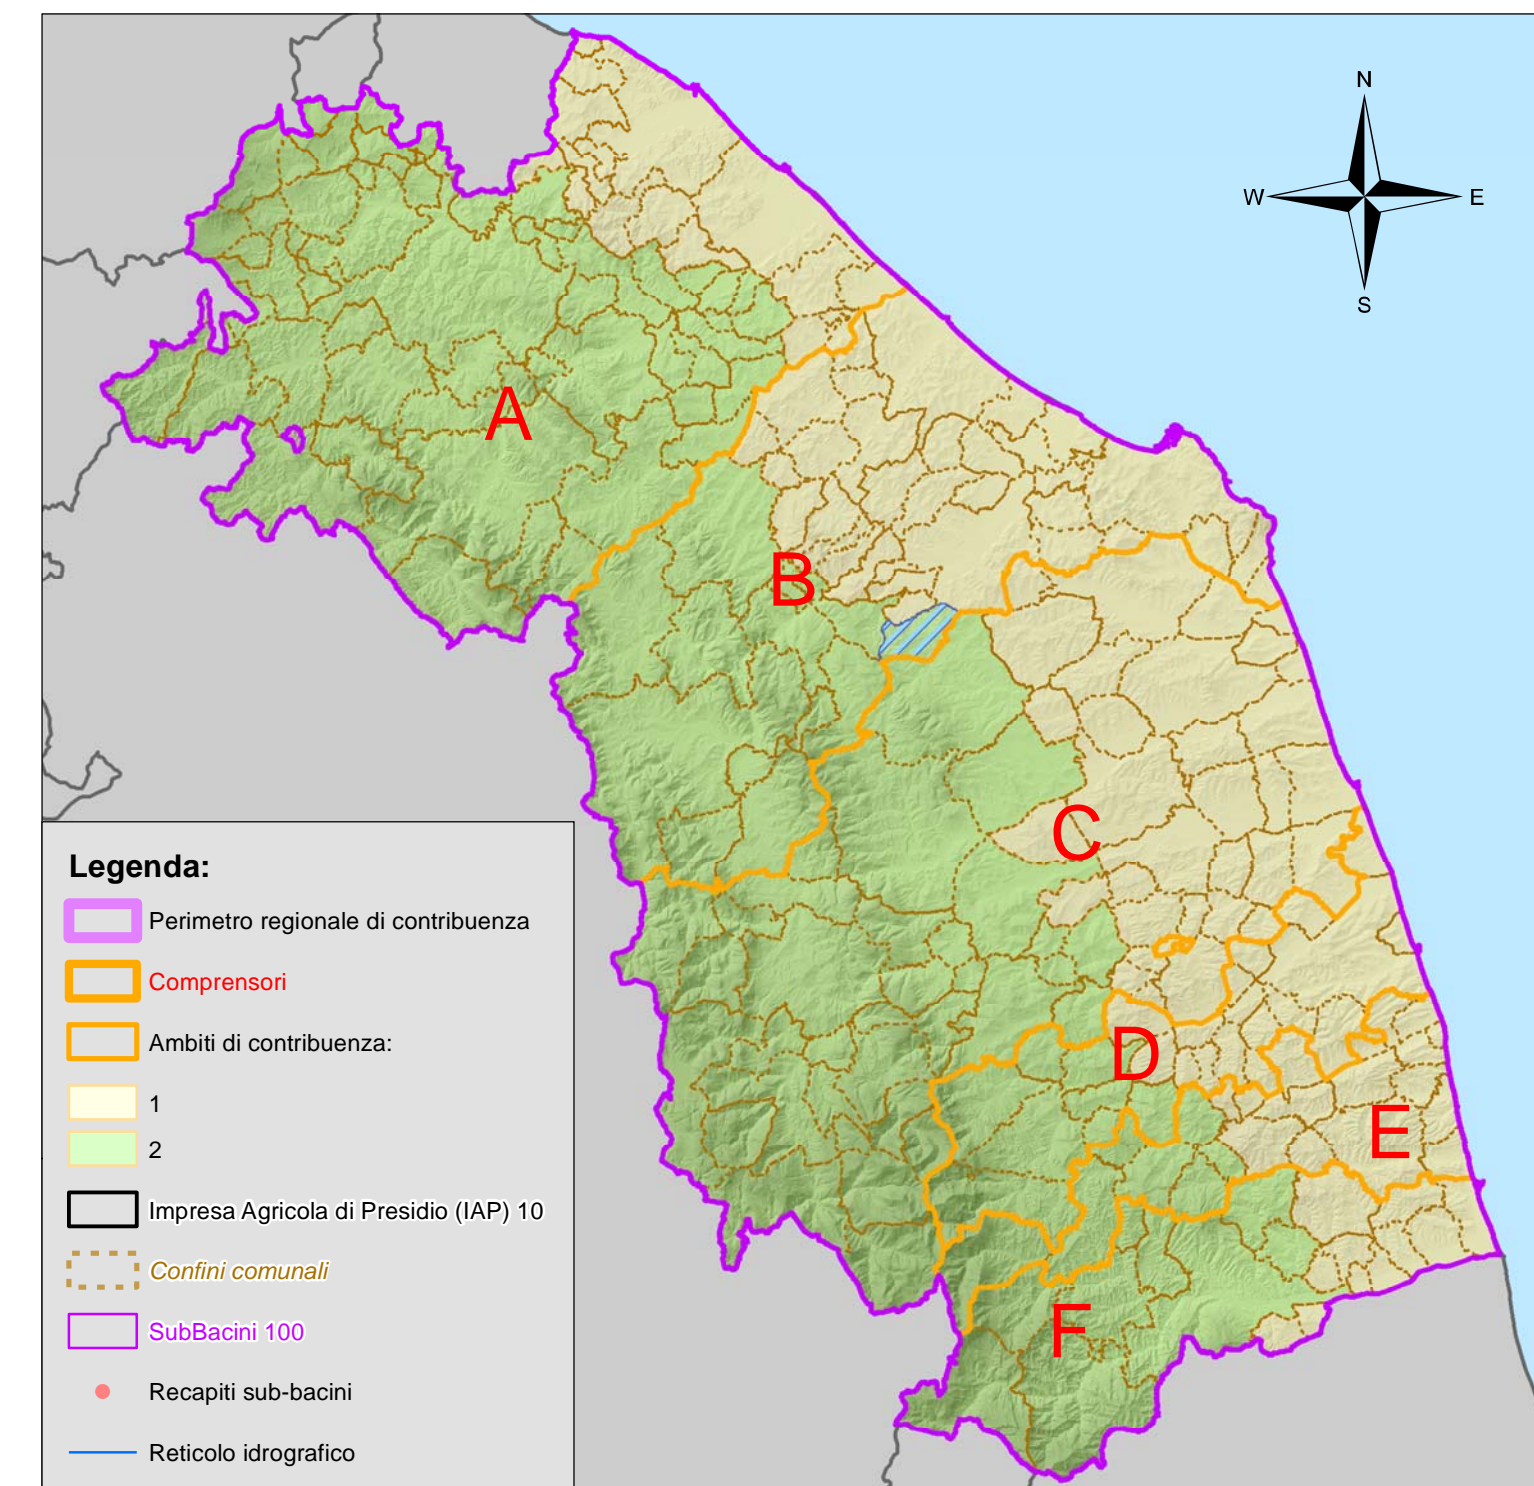 N
W
E
S
A
B
C
D
E
F
Legenda:
Perimetro regionale di contribuenza
Comprensori
Ambiti di contribuenza:
1
2
Impresa Agricola di Presidio (IAP) 10
Confini comunali
SubBacini 100
Recapiti sub-bacini
Reticolo idrografico